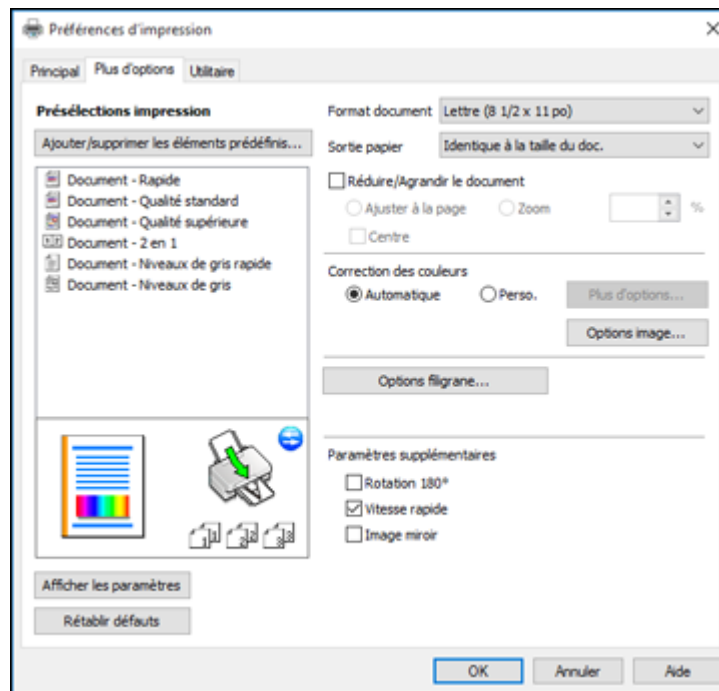 Préférences d'impression
Principal
Plus d'options
Utilitaire
Présélections impression
Ajouter/supprimer les éléments prédéfinis...
Document - Rapide
Document - Qualité standard
Document - Qualité supérieure
Document - 2 en 1
Document - Niveaux de gris rapide
Document - Niveaux de gris
Afficher les paramètres
Rétablir défauts
Format document Lettre (8 1/2 x 11 po)
Sortie papier Identique à la taille du doc.
Réduire/Agrandir le document
Ajuster à la page Zoom %
Centre
Correction des couleurs
Automatique Perso. Plus d'options...
Options image...
Options filigrane...
Paramètres supplémentaires
Rotation 180°
Vitesse rapide
Image miroir
OK Annuler Aide